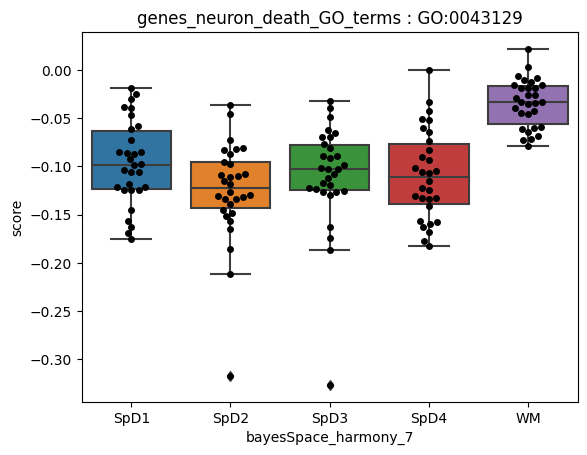 genes_neuron_death_GO_terms : GO:0043129
0.00
−0.05
−0.10
−0.15
−0.20
−0.25
−0.30
score
SpD1 SpD2 SpD3 SpD4 WM
bayesSpace_harmony_7